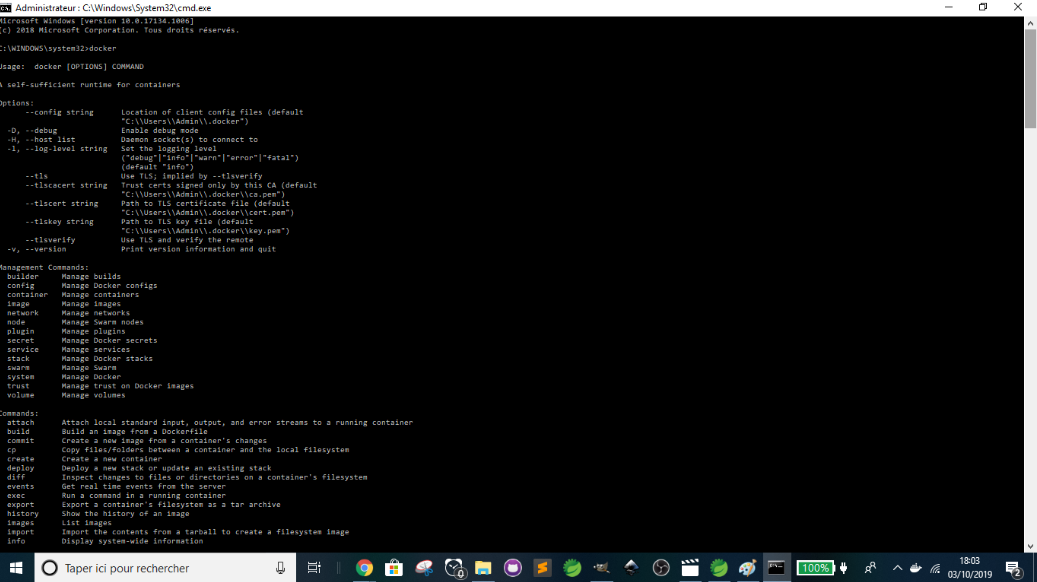 Administrateur : C:\Windows\System32\cmd.exe
Microsoft Windows [version 10.0.17134.1006]
(c) 2018 Microsoft Corporation. Tous droits réservés.
C:\WINDOWS\system32>docker
Usage:  docker [OPTIONS] COMMAND
A self-sufficient runtime for containers
Options:
--config string      Location of client config files (default
"C:\\Users\\Admin\\.docker")
-D, --debug              Enable debug mode
-H, --host list          Daemon socket(s) to connect to
-l, --log-level string   Set the logging level
("debug"|"info"|"warn"|"error"|"fatal")
(default "info")
--tls                Use TLS; implied by --tlsverify
--tlscacert string   Trust certs signed only by this CA (default
"C:\\Users\\Admin\\.docker\\ca.pem")
--tlscert string     Path to TLS certificate file (default
"C:\\Users\\Admin\\.docker\\cert.pem")
--tlskey string      Path to TLS key file (default
"C:\\Users\\Admin\\.docker\\key.pem")
--tlsverify          Use TLS and verify the remote
-v, --version            Print version information and quit
Management Commands:
builder     Manage builds
config      Manage Docker configs
container   Manage containers
image       Manage images
network     Manage networks
node        Manage Swarm nodes
plugin      Manage plugins
secret      Manage Docker secrets
service     Manage services
stack       Manage Docker stacks
swarm       Manage Swarm
system      Manage Docker
trust       Manage trust on Docker images
volume      Manage volumes
Commands:
attach      Attach local standard input, output, and error streams to a running container
build       Build an image from a Dockerfile
commit      Create a new image from a container's changes
cp          Copy files/folders between a container and the local filesystem
create      Create a new container
deploy      Deploy a new stack or update an existing stack
diff        Inspect changes to files or directories on a container's filesystem
events      Get real time events from the server
exec        Run a command in a running container
export      Export a container's filesystem as a tar archive
history     Show the history of an image
images      List images
import      Import the contents from a tarball to create a filesystem image
info        Display system-wide information
Taper ici pour rechercher
100%
18:03
03/10/2019
2